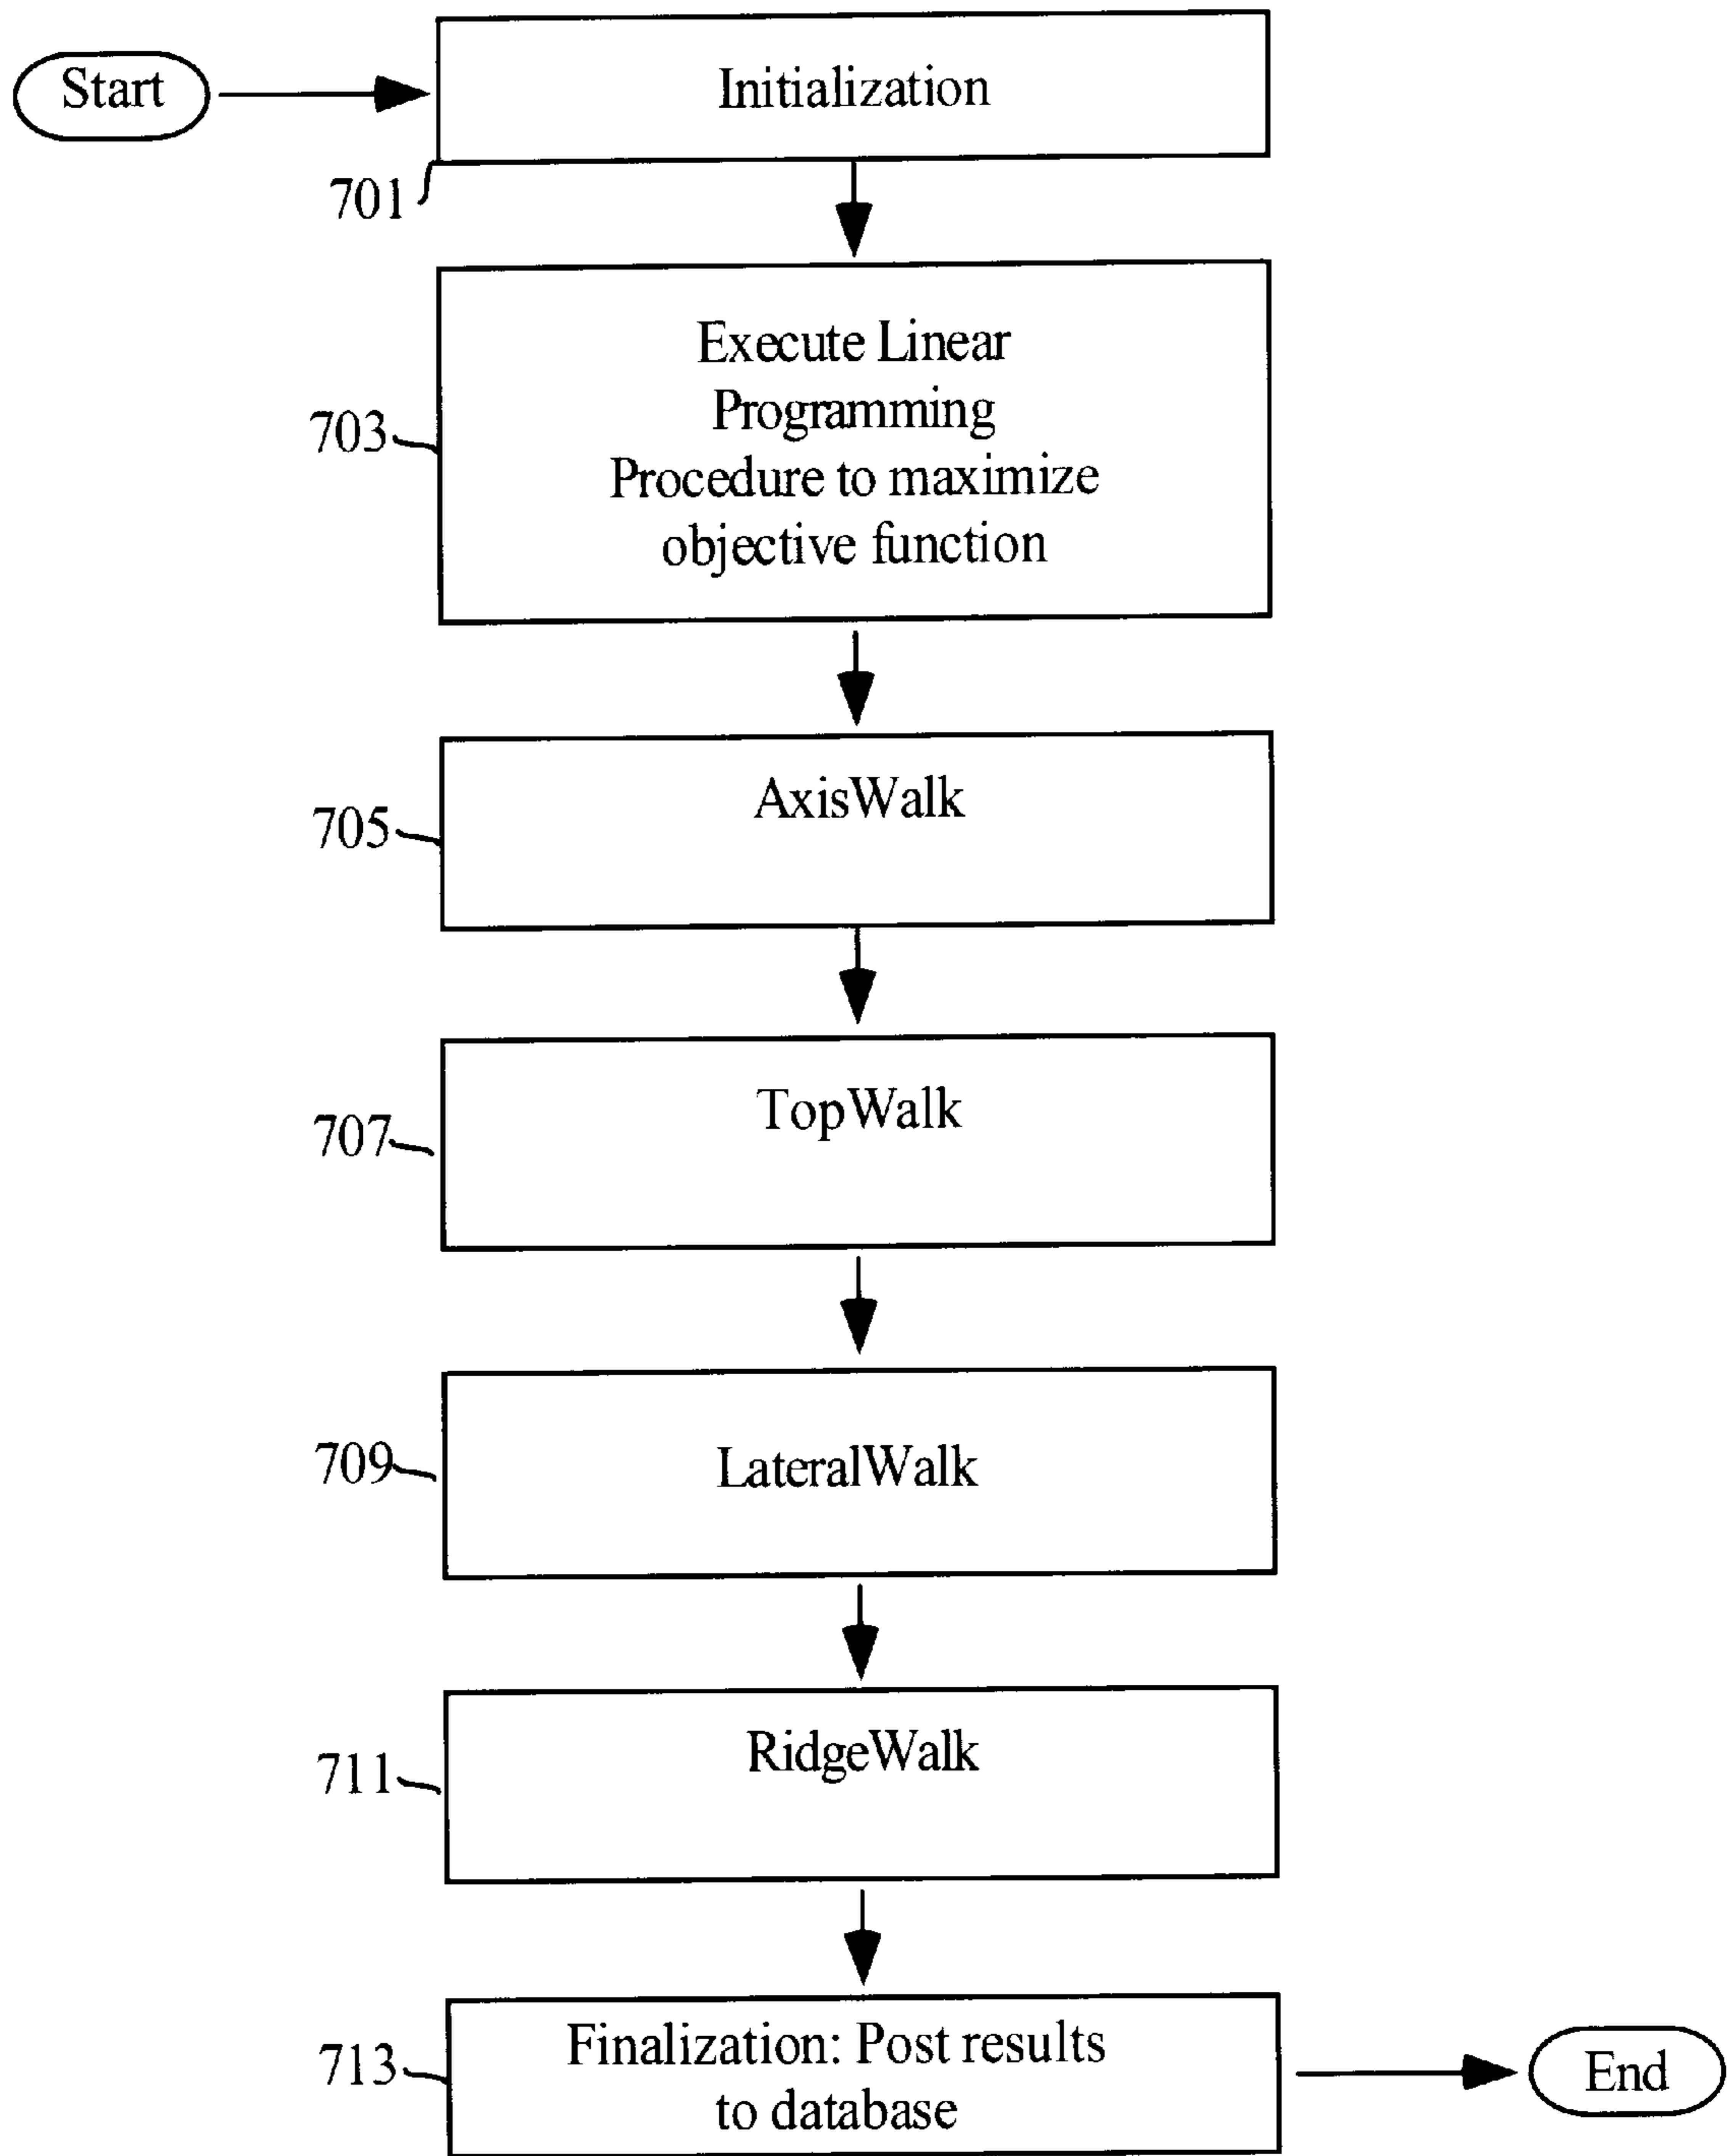 Start
Initialization
701
Execute Linear
Programming
Procedure to maximize
objective function
703
AxisWalk
705
TopWalk
707
LateralWalk
709
RidgeWalk
711
Finalization: Post results
to database
713
End